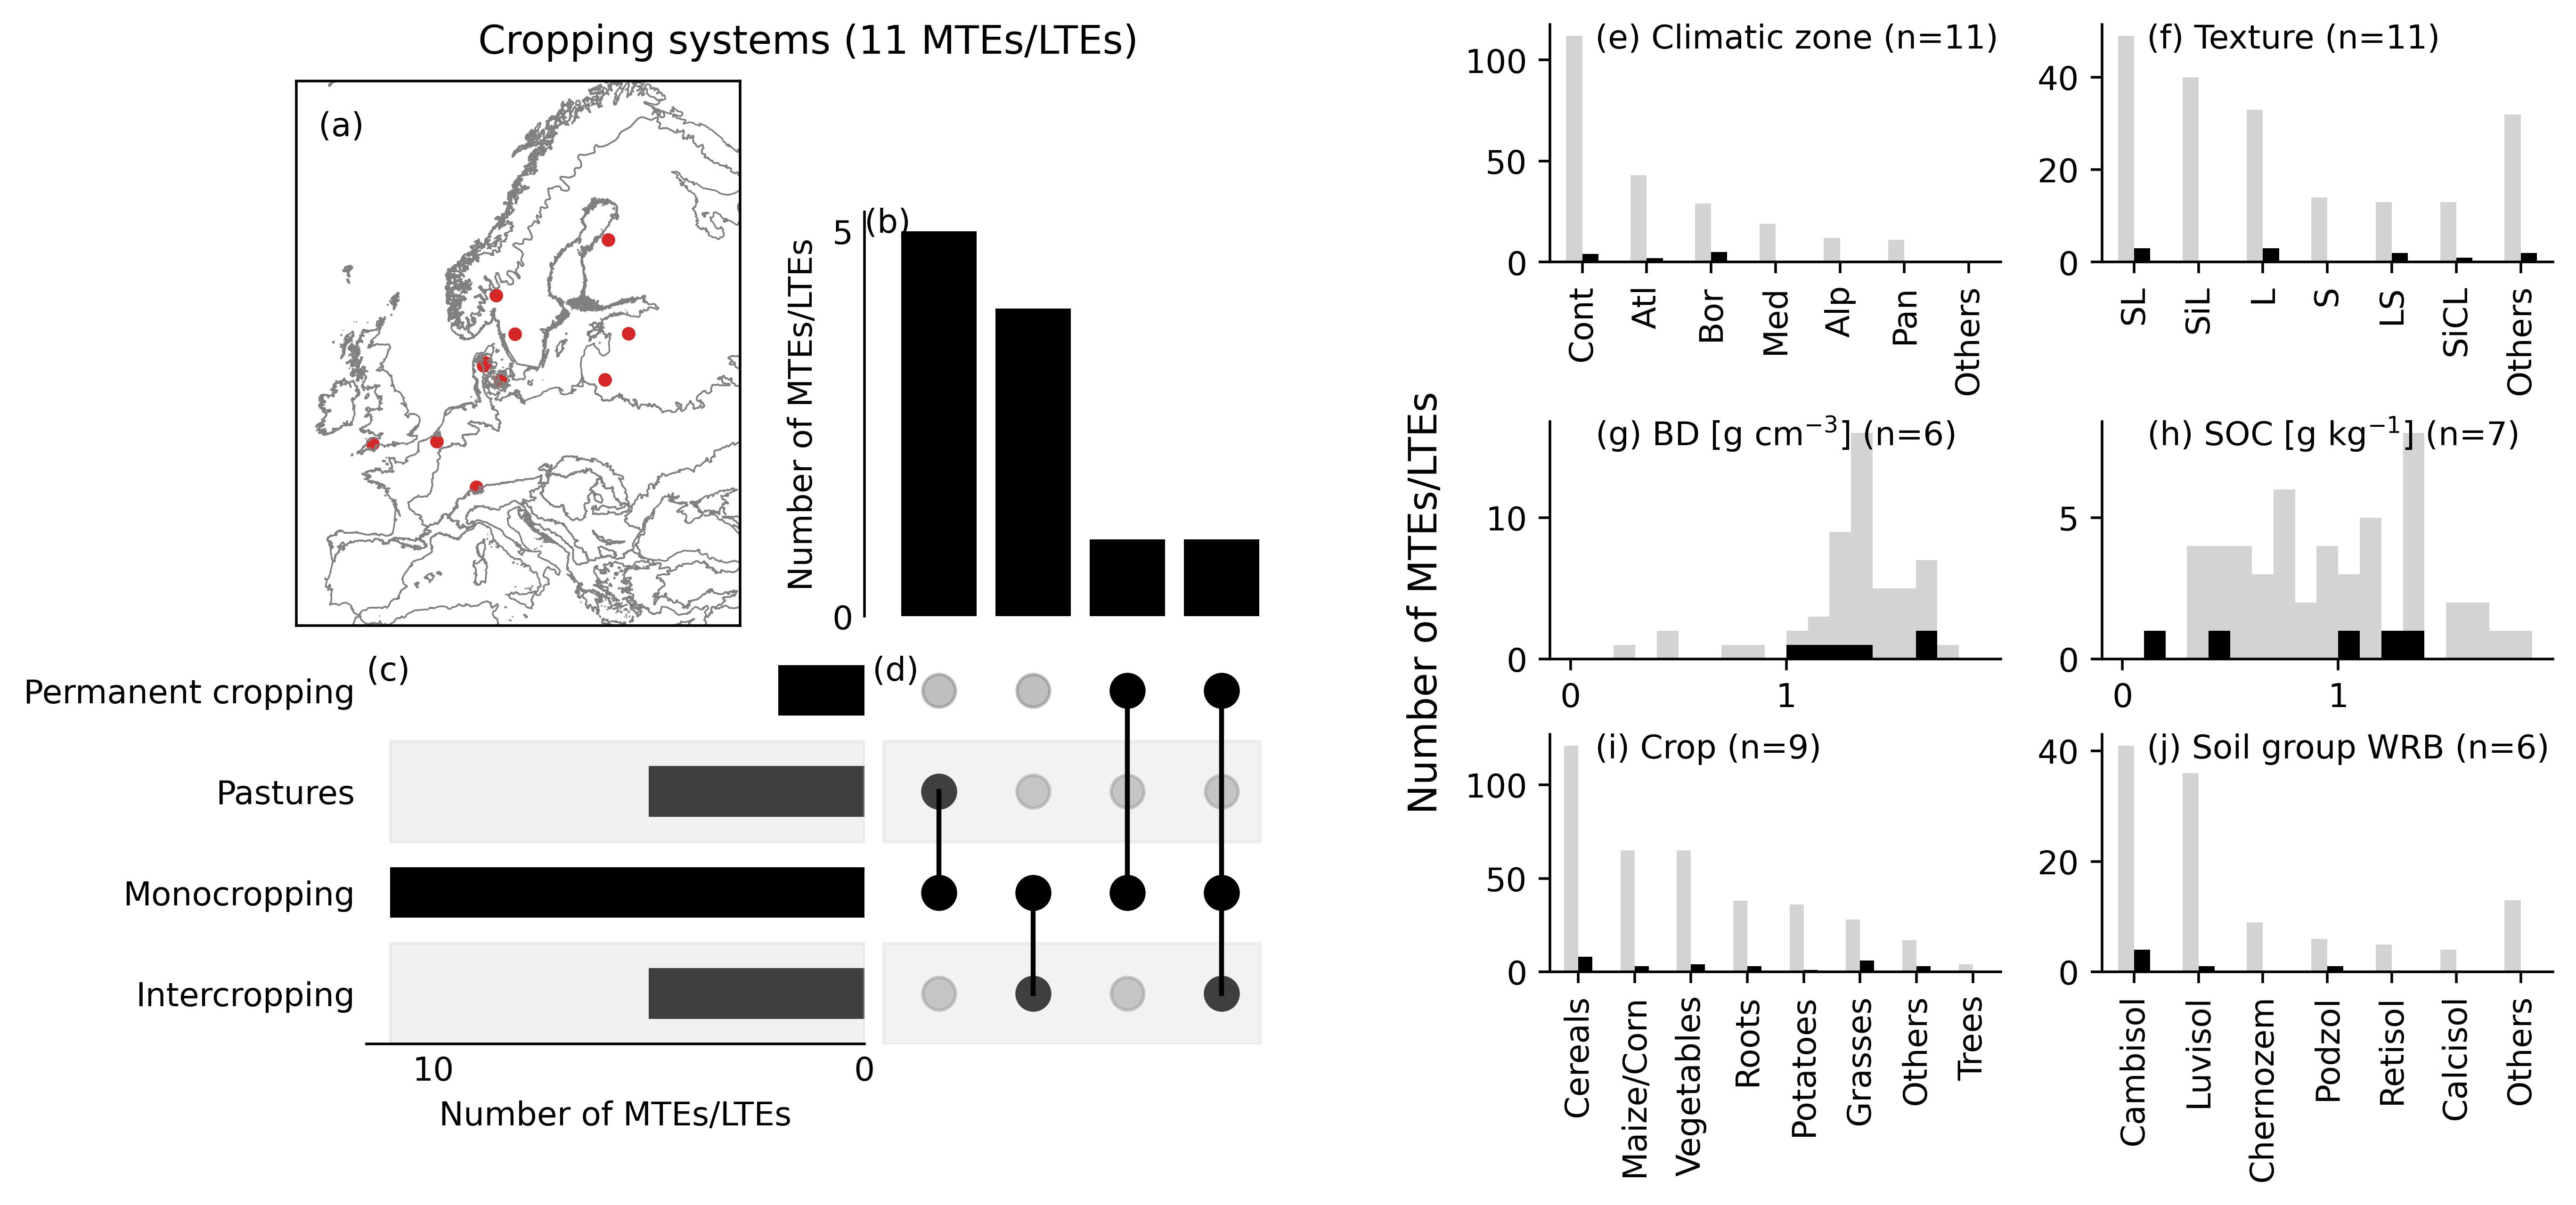 Cropping systems (11 MTEs/LTEs)
(a)
(b)
Number of MTEs/LTEs
5
0
(c)
(d)
Permanent cropping
Pastures
Monocropping
Intercropping
10
0
Number of MTEs/LTEs
Number of MTEs/LTEs
(e) Climatic zone (n=11)
100
50
0
Cont
Atl
Bor
Med
Alp
Pan
Others
(f) Texture (n=11)
40
20
0
SL
SiL
L
S
LS
SiCL
Others
(g) BD [g cm⁻³] (n=6)
10
0
0
1
(h) SOC [g kg⁻¹] (n=7)
5
0
0
1
(i) Crop (n=9)
100
50
0
Cereals
Maize/Corn
Vegetables
Roots
Potatoes
Grasses
Others
Trees
(j) Soil group WRB (n=6)
40
20
0
Cambisol
Luvisol
Chernozem
Podzol
Retisol
Calcisol
Others